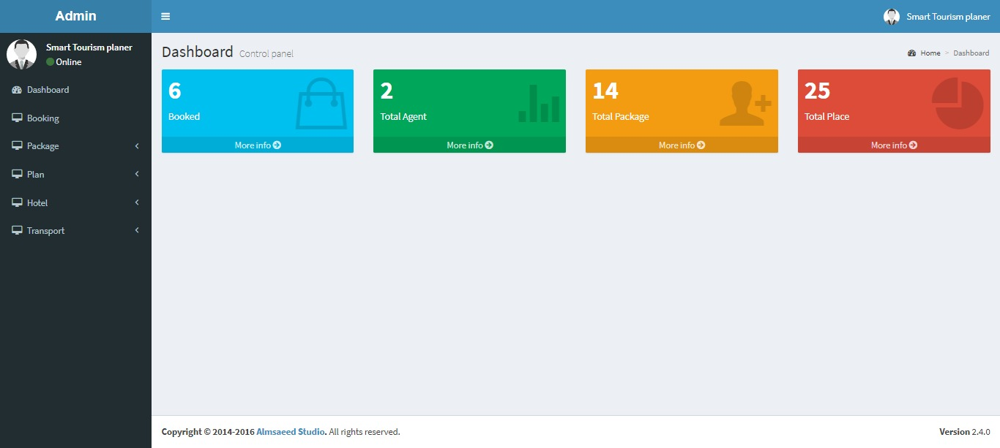 Admin
Smart Tourism planer
Smart Tourism planer
Online
Dashboard
Booking
Package
Plan
Hotel
Transport
Dashboard Control panel
Home > Dashboard
6
Booked
More info
2
Total Agent
More info
14
Total Package
More info
25
Total Place
More info
Copyright © 2014-2016 Almsaeed Studio. All rights reserved.
Version 2.4.0